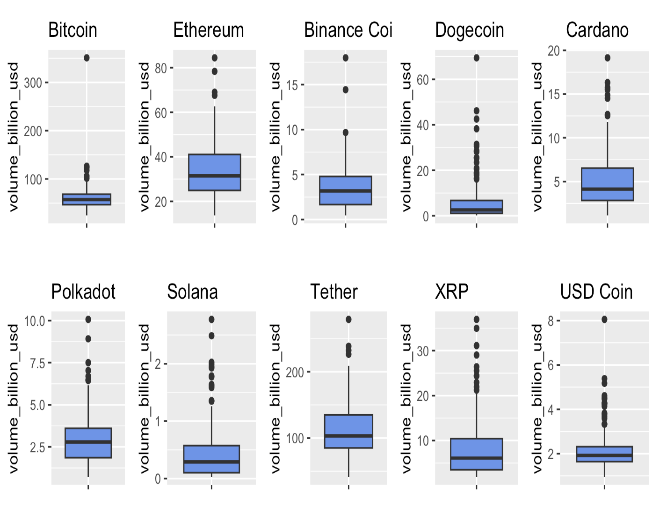 Bitcoin
volume_billion_usd
300
200
100
Ethereum
volume_billion_usd
80
60
40
20
Binance Coi
volume_billion_usd
15
10
5
0
Dogecoin
volume_billion_usd
60
40
20
0
Cardano
volume_billion_usd
20
15
10
5
Polkadot
volume_billion_usd
10.0
7.5
5.0
2.5
Solana
volume_billion_usd
2
1
0
Tether
volume_billion_usd
200
100
XRP
volume_billion_usd
30
20
10
USD Coin
volume_billion_usd
8
6
4
2